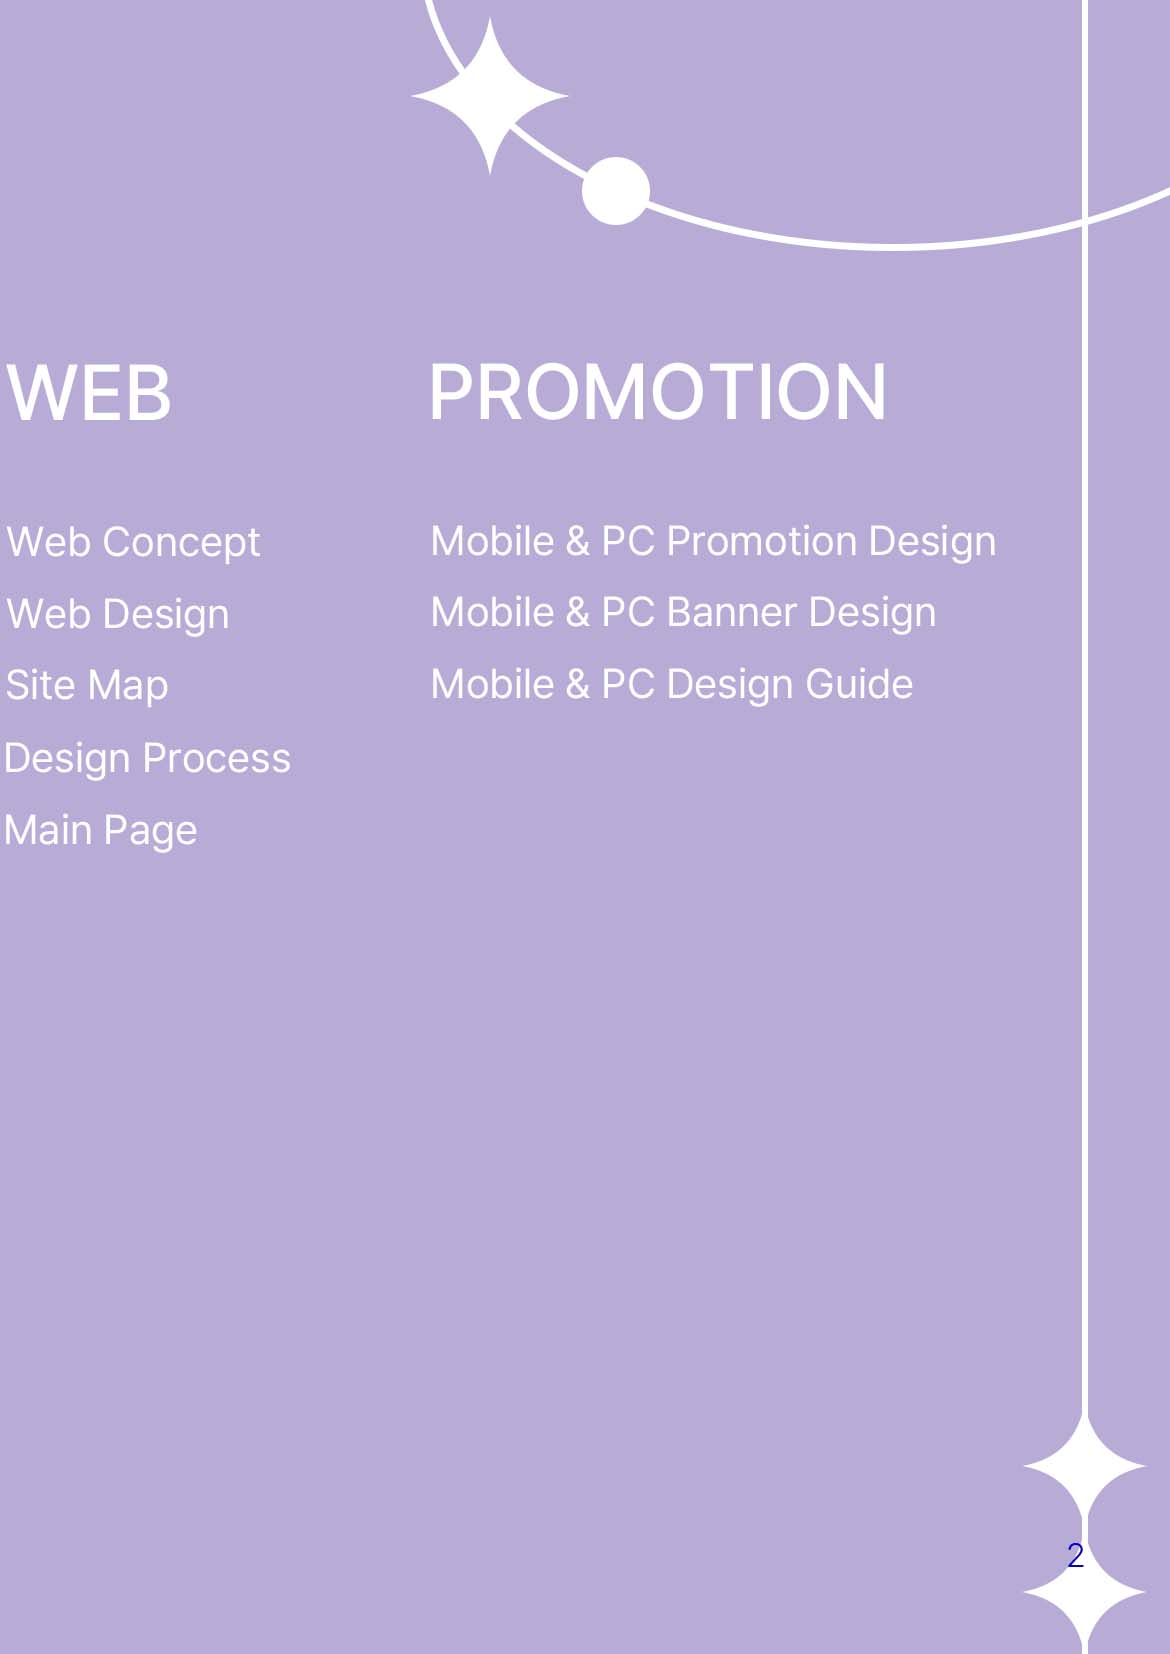 WEB
Web Concept
Web Design
Site Map
Design Process
Main Page
PROMOTION
Mobile & PC Promotion Design
Mobile & PC Banner Design
Mobile & PC Design Guide
2